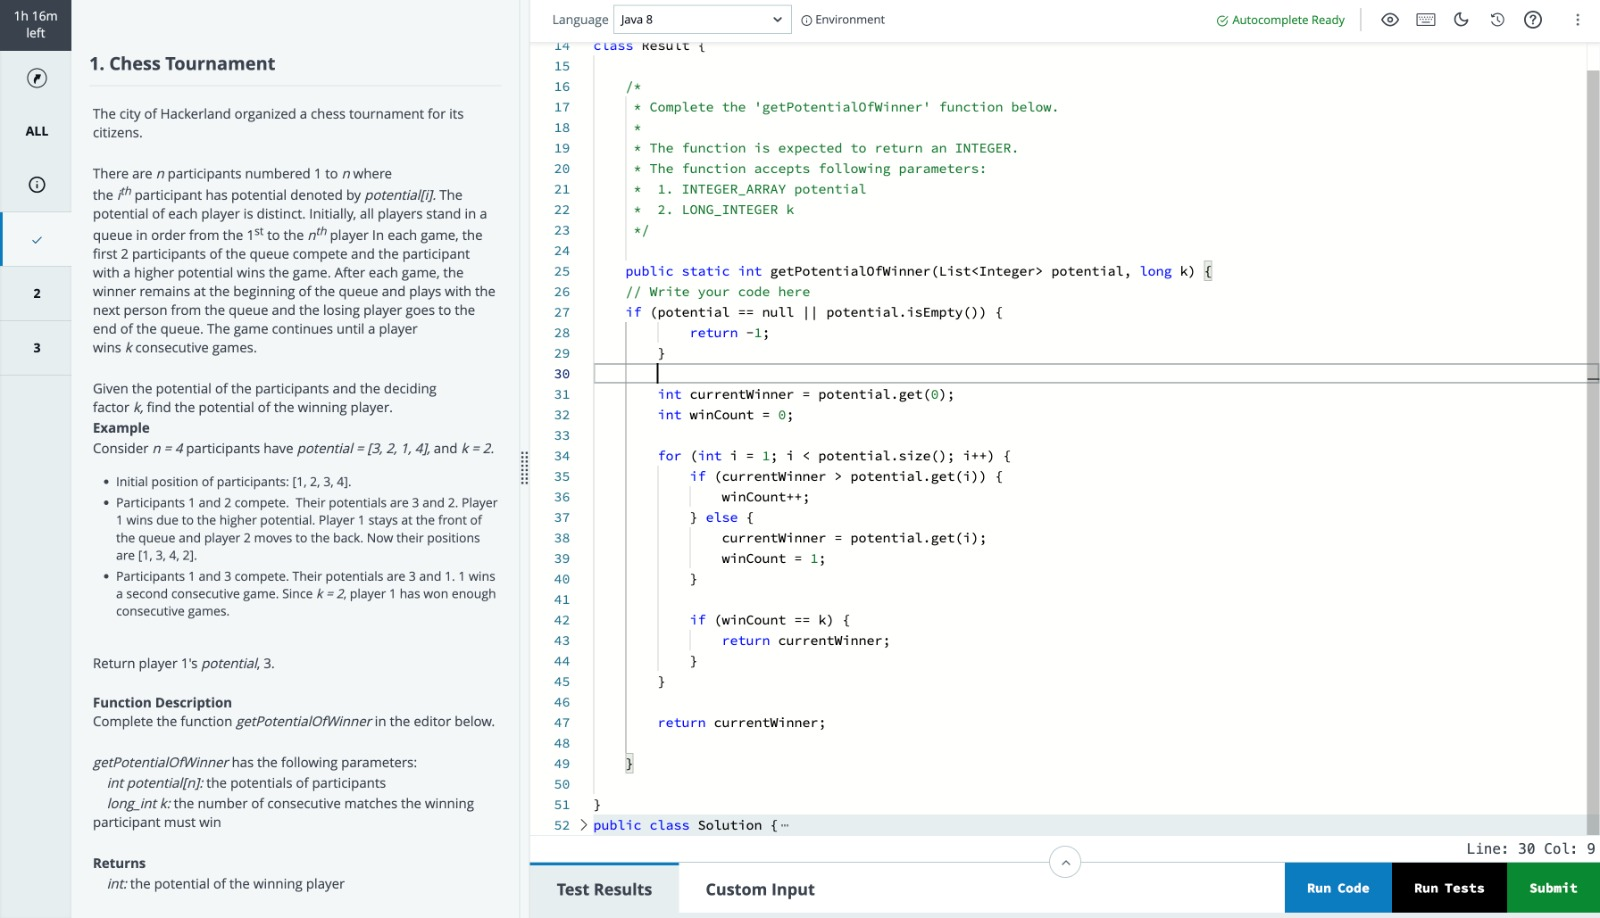 1h 16m
left
ALL
2
3
1. Chess Tournament
The city of Hackerland organized a chess tournament for its
citizens.
There are n participants numbered 1 to n where
the ith participant has potential denoted by potential[i]. The
potential of each player is distinct. Initially, all players stand in a
queue in order from the 1st to the nth player In each game, the
first 2 participants of the queue compete and the participant
with a higher potential wins the game. After each game, the
winner remains at the beginning of the queue and plays with the
next person from the queue and the losing player goes to the
end of the queue. The game continues until a player
wins k consecutive games.
Given the potential of the participants and the deciding
factor k, find the potential of the winning player.
Example
Consider n = 4 participants have potential = [3, 2, 1, 4], and k = 2.
• Initial position of participants: [1, 2, 3, 4].
• Participants 1 and 2 compete. Their potentials are 3 and 2. Player
1 wins due to the higher potential. Player 1 stays at the front of
the queue and player 2 moves to the back. Now their positions
are [1, 3, 4, 2].
• Participants 1 and 3 compete. Their potentials are 3 and 1. 1 wins
a second consecutive game. Since k = 2, player 1 has won enough
consecutive games.
Return player 1's potential, 3.
Function Description
Complete the function getPotentialOfWinner in the editor below.
getPotentialOfWinner has the following parameters:
int potential[n]: the potentials of participants
long_int k: the number of consecutive matches the winning
participant must win
Returns
int: the potential of the winning player
Language Java 8 Environment Autocomplete Ready
14 class Result {
15
16 /*
17 * Complete the 'getPotentialOfWinner' function below.
18 *
19 * The function is expected to return an INTEGER.
20 * The function accepts following parameters:
21 * 1. INTEGER_ARRAY potential
22 * 2. LONG_INTEGER k
23 */
24
25 public static int getPotentialOfWinner(List<Integer> potential, long k) {
26 // Write your code here
27 if (potential == null || potential.isEmpty()) {
28 return -1;
29 }
30
31 int currentWinner = potential.get(0);
32 int winCount = 0;
33
34 for (int i = 1; i < potential.size(); i++) {
35 if (currentWinner > potential.get(i)) {
36 winCount++;
37 } else {
38 currentWinner = potential.get(i);
39 winCount = 1;
40 }
41
42 if (winCount == k) {
43 return currentWinner;
44 }
45 }
46
47 return currentWinner;
48
49 }
50
51 }
52 public class Solution {⋯
Line: 30 Col: 9
Test Results Custom Input Run Code Run Tests Submit